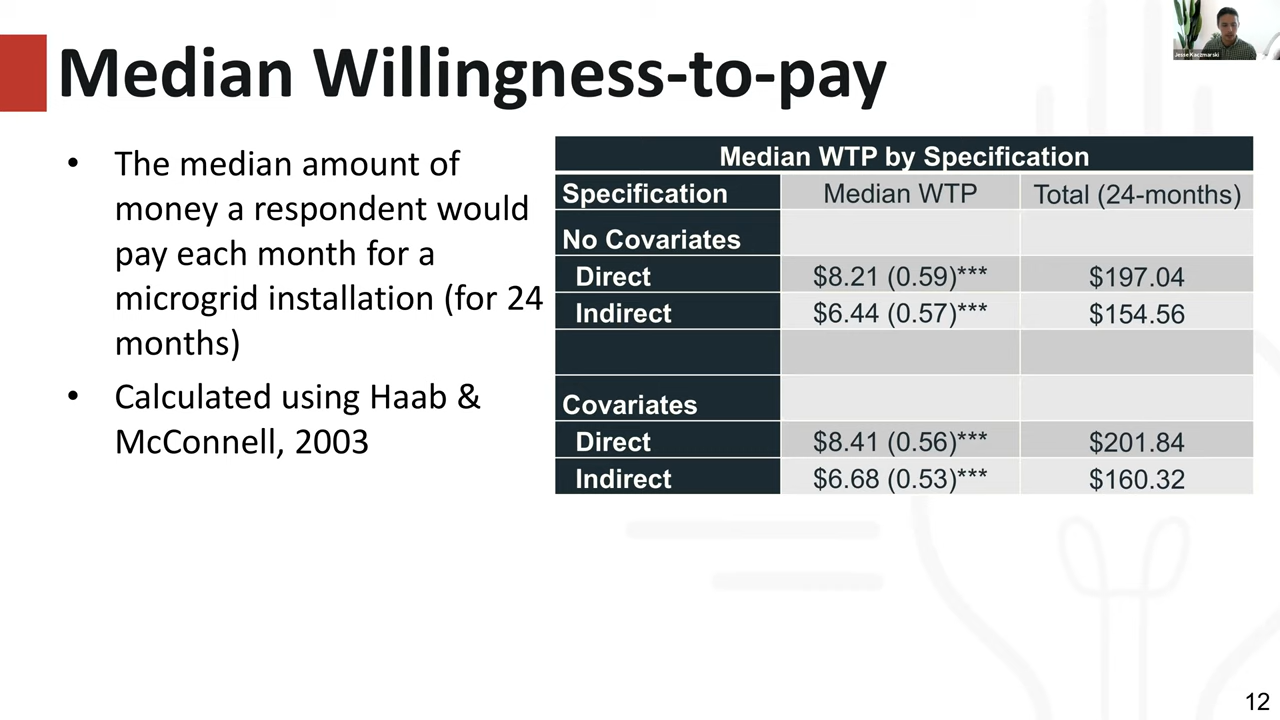 Median Willingness-to-pay
Jesse Kaczmarski
• The median amount of
money a respondent would
pay each month for a
microgrid installation (for 24
months)
• Calculated using Haab &
McConnell, 2003
Median WTP by Specification
Specification Median WTP Total (24-months)
No Covariates
Direct $8.21 (0.59)*** $197.04
Indirect $6.44 (0.57)*** $154.56
Covariates
Direct $8.41 (0.56)*** $201.84
Indirect $6.68 (0.53)*** $160.32
12